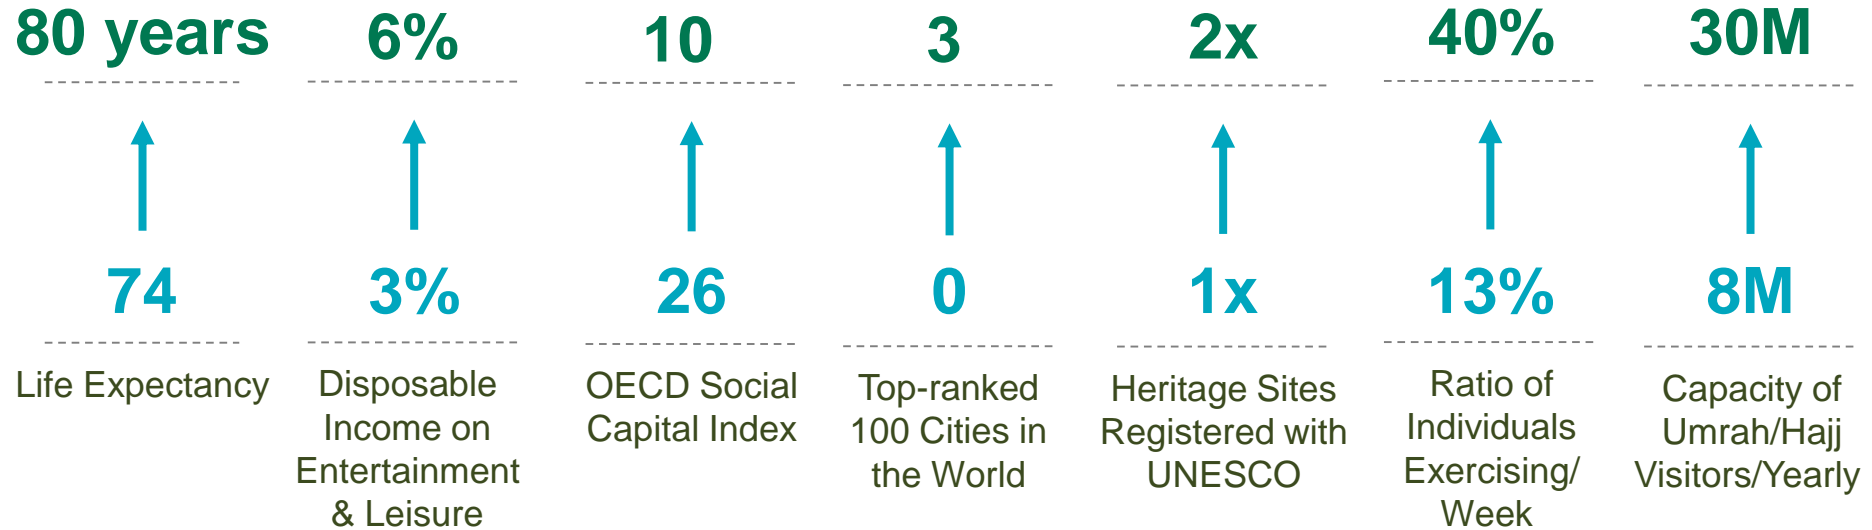 80 years
6%
10
3
2x
40%
30M
74
3%
26
0
1x
13%
8M
Life Expectancy
Disposable
Income on
Entertainment
& Leisure
OECD Social
Capital Index
Top-ranked
100 Cities in
the World
Heritage Sites
Registered with
UNESCO
Ratio of
Individuals
Exercising/
Week
Capacity of
Umrah/Hajj
Visitors/Yearly